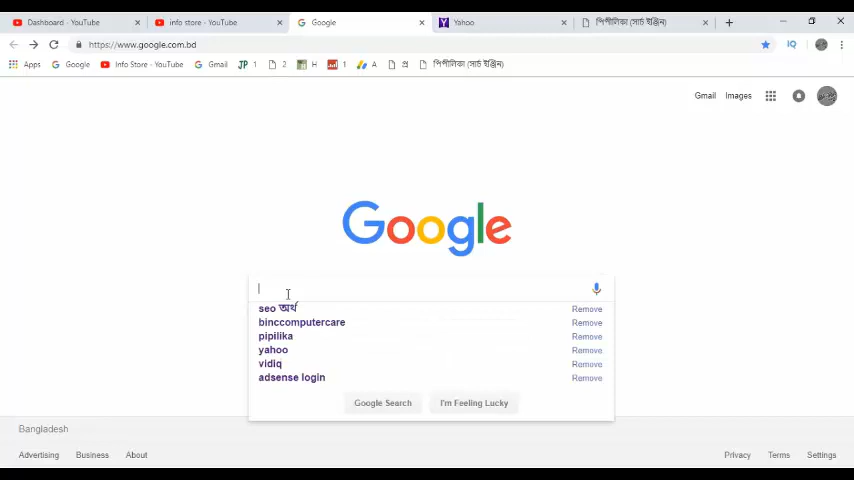 Dashboard - YouTube
info store - YouTube
Google
Yahoo
পিপীলিকা (সার্চ ইঞ্জিন)
https://www.google.com.bd
IQ
Apps
Google
Info Store - YouTube
Gmail
JP 1
2
H
1
A
প্র
পিপীলিকা (সার্চ ইঞ্জিন)
Gmail
Images
Google
seo অর্থ
Remove
binccomputercare
Remove
pipilika
Remove
yahoo
Remove
vidiq
Remove
adsense login
Remove
Google Search
I'm Feeling Lucky
Bangladesh
Advertising
Business
About
Privacy
Terms
Settings